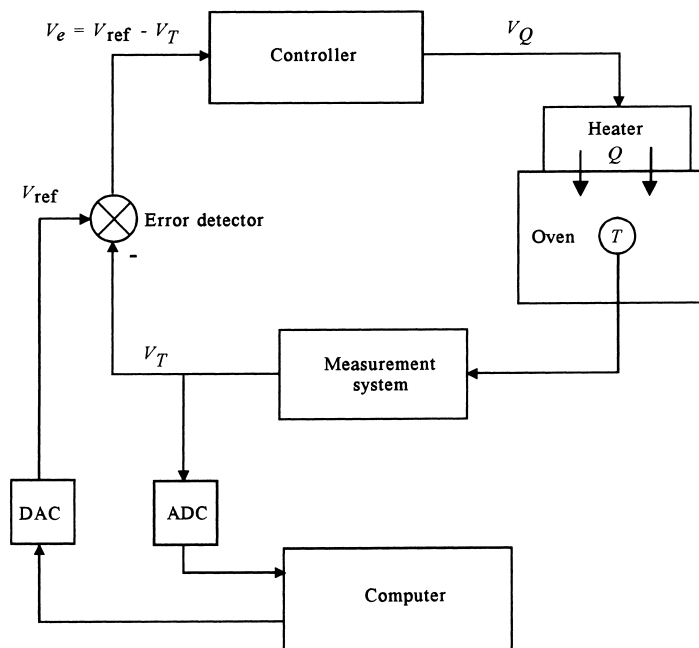 V_e = V_ref - V_T
Controller
V_Q
Heater
Q
V_ref
Error detector
-
Oven
T
V_T
Measurement
system
DAC
ADC
Computer